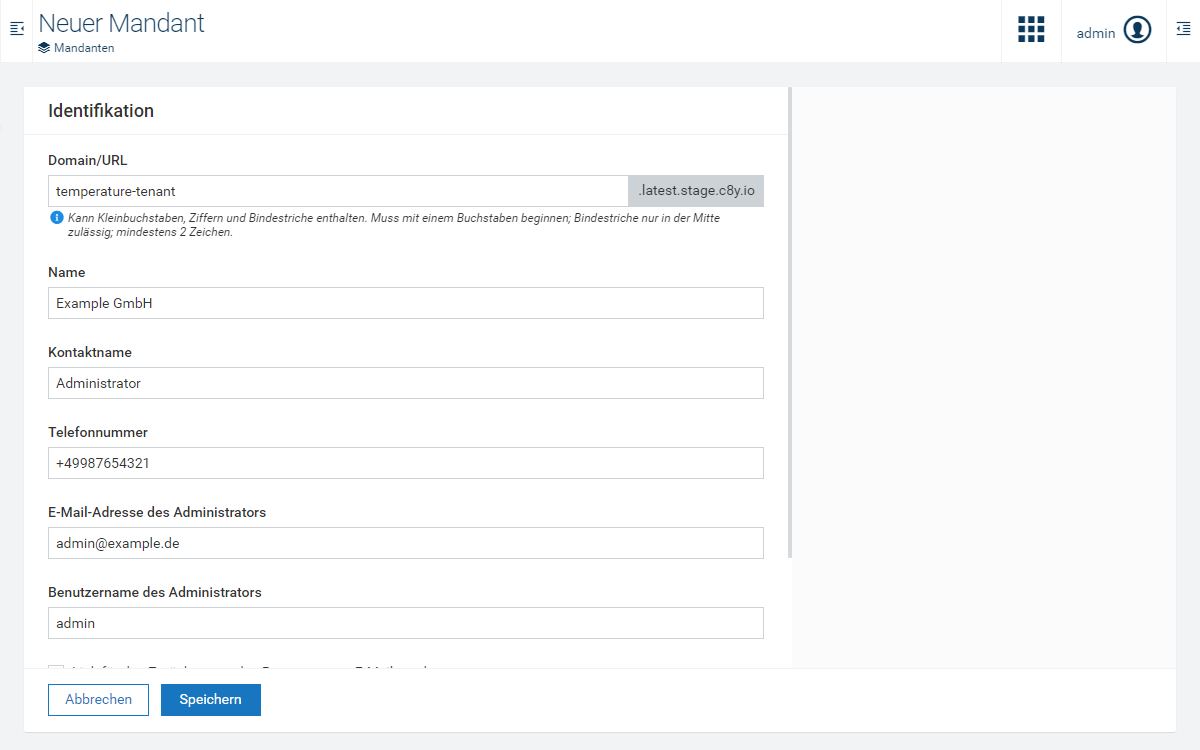 Neuer Mandant
Mandanten
admin
Identifikation
Domain/URL
temperature-tenant
.latest.stage.c8y.io
Kann Kleinbuchstaben, Ziffern und Bindestriche enthalten. Muss mit einem Buchstaben beginnen; Bindestriche nur in der Mitte
zulässig; mindestens 2 Zeichen.
Name
Example GmbH
Kontaktname
Administrator
Telefonnummer
+49987654321
E-Mail-Adresse des Administrators
admin@example.de
Benutzername des Administrators
admin
Abbrechen
Speichern